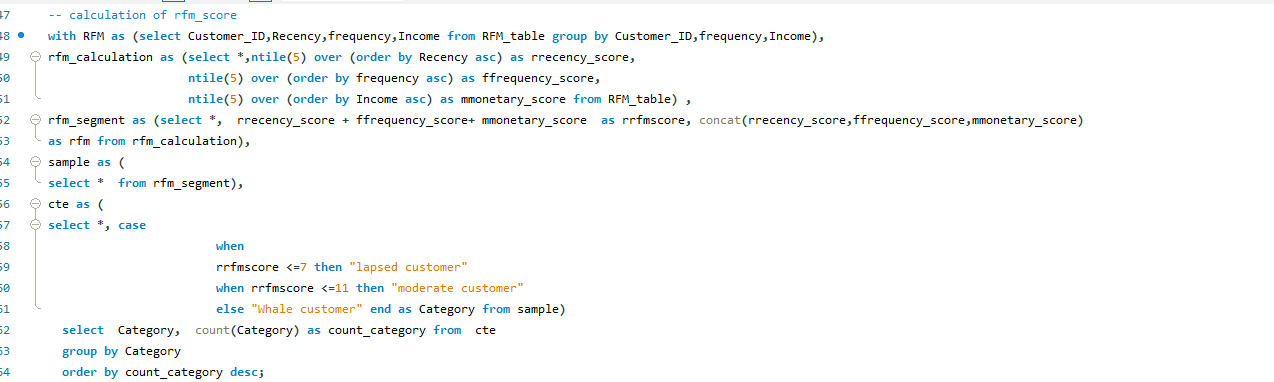 47 -- calculation of rfm_score
48 with RFM as (select Customer_ID,Recency,frequency,Income from RFM_table group by Customer_ID,frequency,Income),
49 rfm_calculation as (select *,ntile(5) over (order by Recency asc) as rrecency_score,
50 ntile(5) over (order by frequency asc) as ffrequency_score,
51 ntile(5) over (order by Income asc) as mmonetary_score from RFM_table) ,
52 rfm_segment as (select *,  rrecency_score + ffrequency_score+ mmonetary_score  as rrfmscore, concat(rrecency_score,ffrequency_score,mmonetary_score)
53 as rfm from rfm_calculation),
54 sample as (
55 select *  from rfm_segment),
56 cte as (
57 select *, case
58 when
59 rrfmscore <=7 then "lapsed customer"
60 when rrfmscore <=11 then "moderate customer"
61 else "Whale customer" end as Category from sample)
62 select  Category,  count(Category) as count_category from  cte
63 group by Category
64 order by count_category desc;